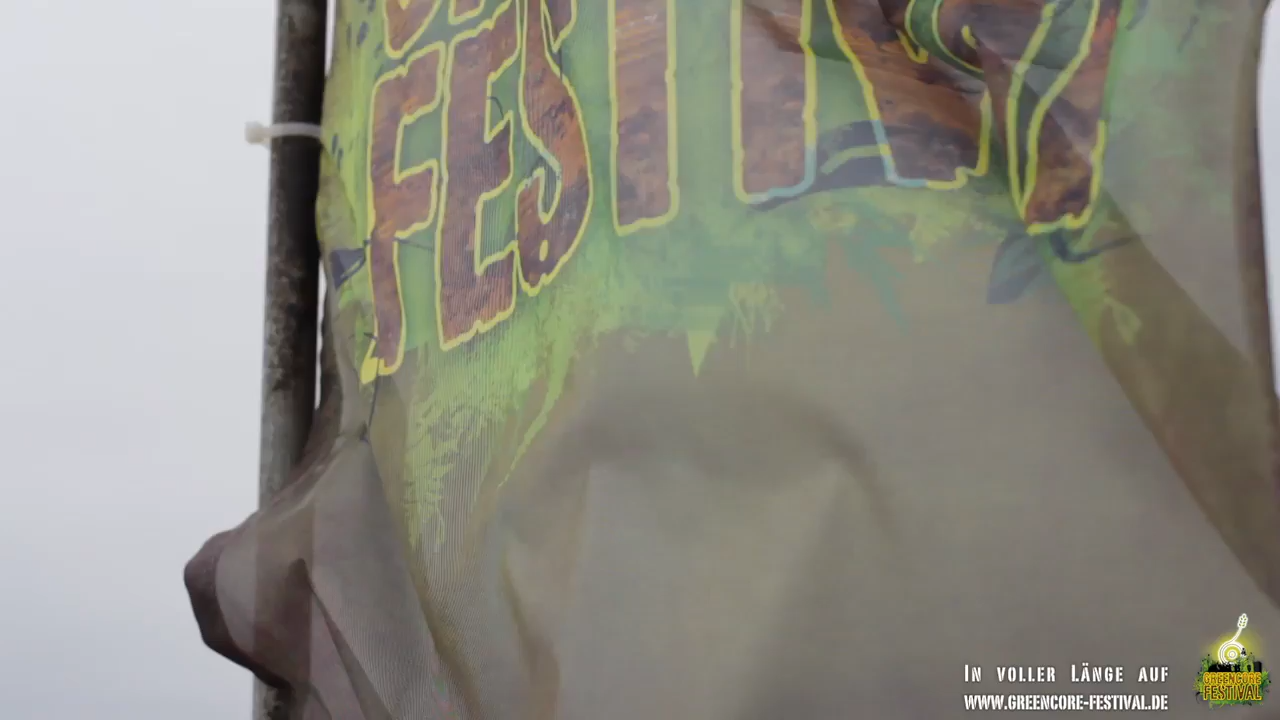 FESTIV
In voller Länge auf
www.greencore-festival.de
GREENCORE
FESTIVAL